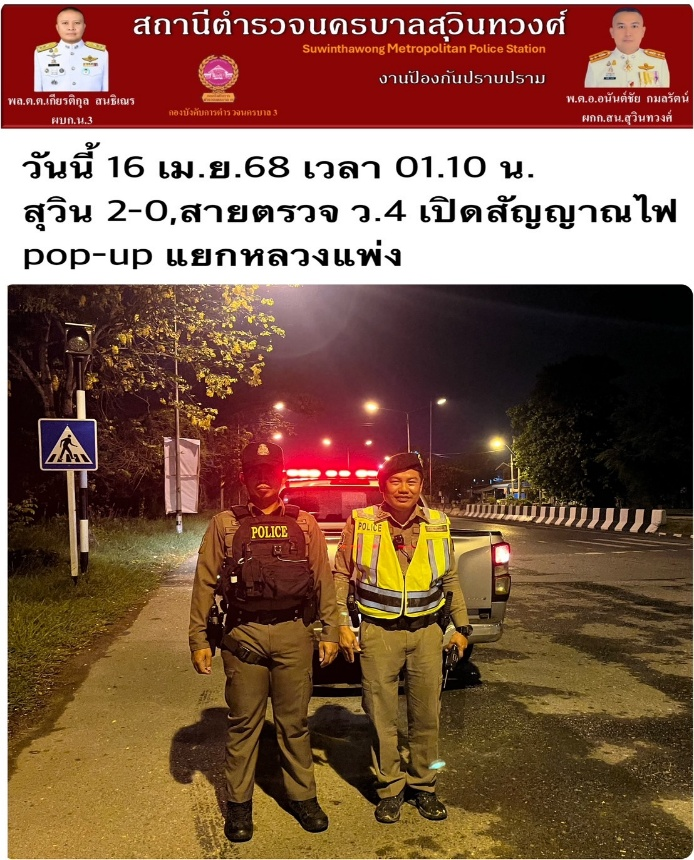 สถานีตำรวจนครบาลสุวินทวงศ์
Suwinthawong Metropolitan Police Station
งานป้องกันปราบปราม
พล.ต.ต.เกียรติกุล สนธิเณร
ผบก.น.3
กองบังคับการตำรวจนครบาล 3
พ.ต.อ.อนันต์ชัย กมลรัตน์
ผกก.สน.สุวินทวงศ์
วันนี้ 16 เม.ย.68 เวลา 01.10 น.
สุวิน 2-0,สายตรวจ ว.4 เปิดสัญญาณไฟ
pop-up แยกหลวงแพ่ง
POLICE
POLICE